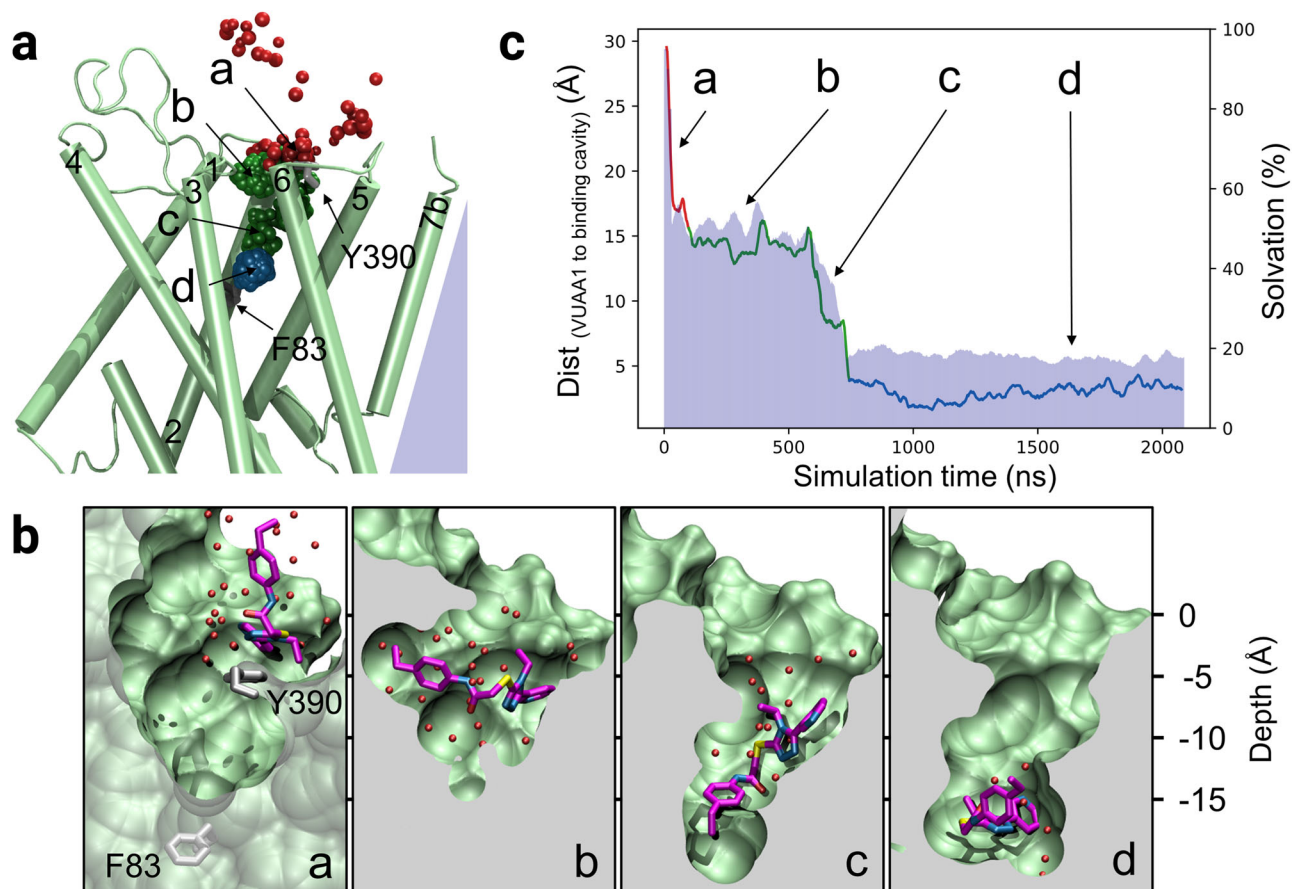 a
a
b
4
1
3
6
5
7b
c
Y390
d
F83
2
c
Dist (VUAA1 to binding cavity) (Å)
30
25
20
15
10
5
a
b
c
d
100
80
60
40
20
0
Solvation (%)
0
500
1000
1500
2000
Simulation time (ns)
b
Y390
F83
a
b
c
d
0
-5
-10
-15
Depth (Å)